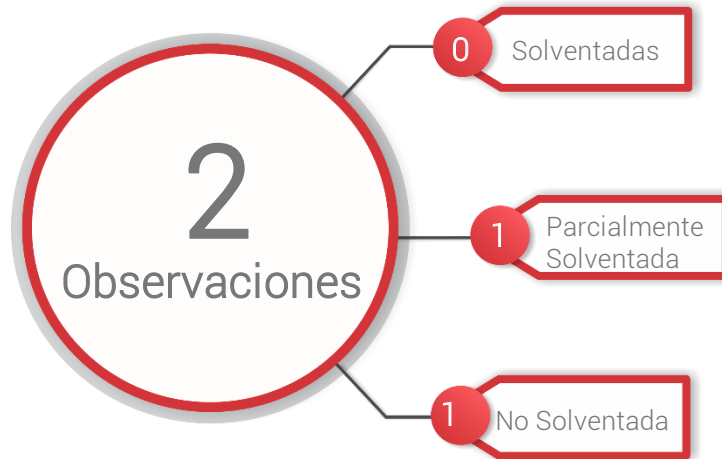 0
Solventadas
2
Observaciones
1
Parcialmente
Solventada
1
No Solventada